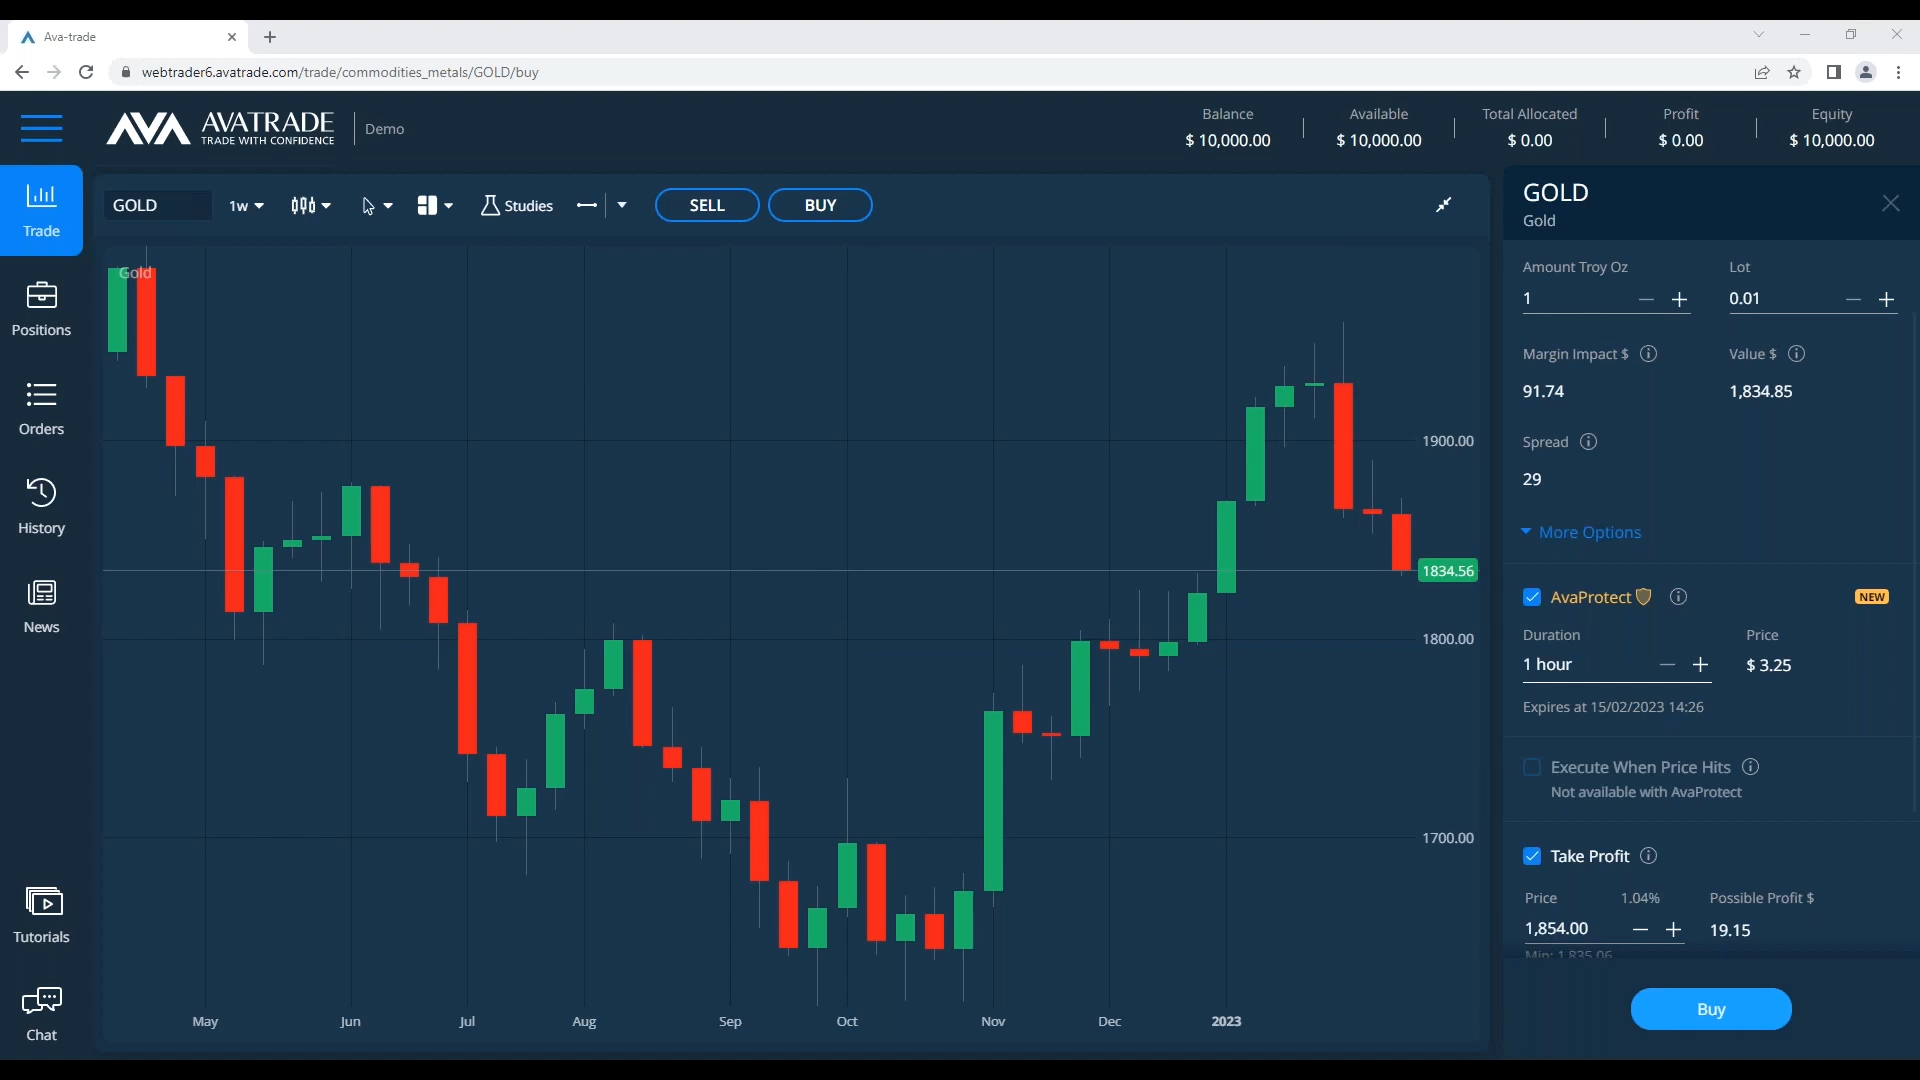 Ava-trade
webtrader6.avatrade.com/trade/commodities_metals/GOLD/buy
AVA AVATRADE
TRADE WITH CONFIDENCE
Demo
Balance
$ 10,000.00
Available
$ 10,000.00
Total Allocated
$ 0.00
Profit
$ 0.00
Equity
$ 10,000.00
Trade
Positions
Orders
History
News
Tutorials
Chat
GOLD 1w Studies SELL BUY
Gold
1900.00
1834.56
1800.00
1700.00
May Jun Jul Aug Sep Oct Nov Dec 2023
GOLD
Gold
Amount Troy Oz Lot
1 0.01
Margin Impact $ Value $
91.74 1,834.85
Spread
29
More Options
AvaProtect NEW
Duration Price
1 hour $ 3.25
Expires at 15/02/2023 14:26
Execute When Price Hits
Not available with AvaProtect
Take Profit
Price 1.04% Possible Profit $
1,854.00 19.15
Min: 1,835.06
Buy